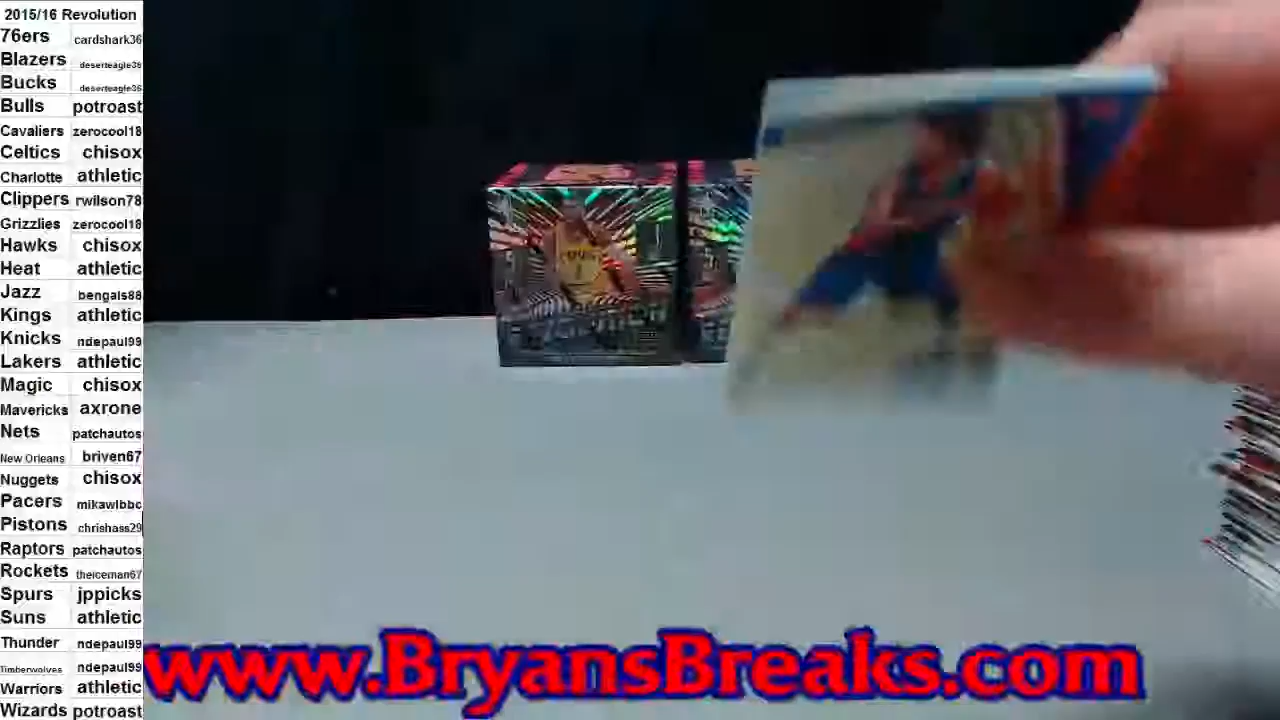 2015/16 Revolution
76ers cardshark36
Blazers deserteagle36
Bucks deserteagle36
Bulls potroast
Cavaliers zerocool18
Celtics chisox
Charlotte athletic
Clippers rwilson78
Grizzlies zerocool18
Hawks chisox
Heat athletic
Jazz bengals88
Kings athletic
Knicks ndepaul99
Lakers athletic
Magic chisox
Mavericks axrone
Nets patchautos
New Orleans briven67
Nuggets chisox
Pacers mikawlbbc
Pistons chrishass29
Raptors patchautos
Rockets theiceman67
Spurs jppicks
Suns athletic
Thunder ndepaul99
Timberwolves ndepaul99
Warriors athletic
Wizards potroast
www.BryansBreaks.com